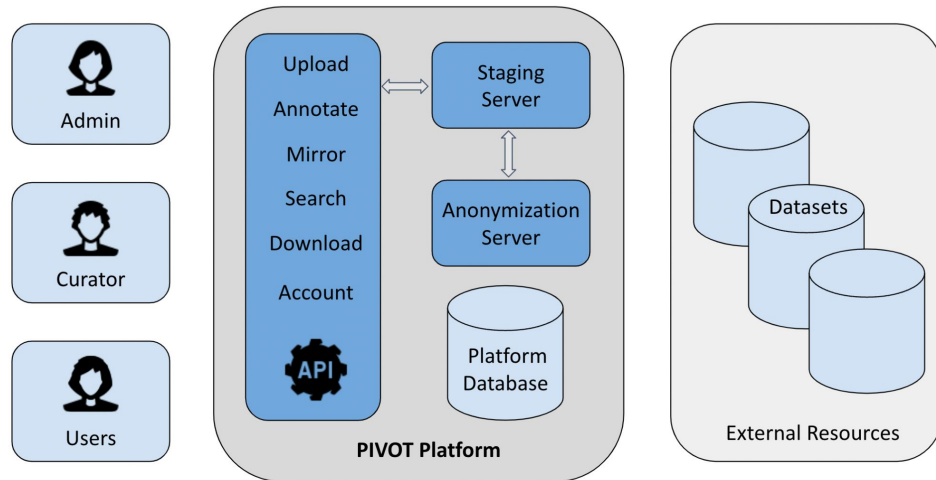 Admin
Curator
Users
Upload
Annotate
Mirror
Search
Download
Account
API
Staging
Server
Anonymization
Server
Platform
Database
PIVOT Platform
Datasets
External Resources